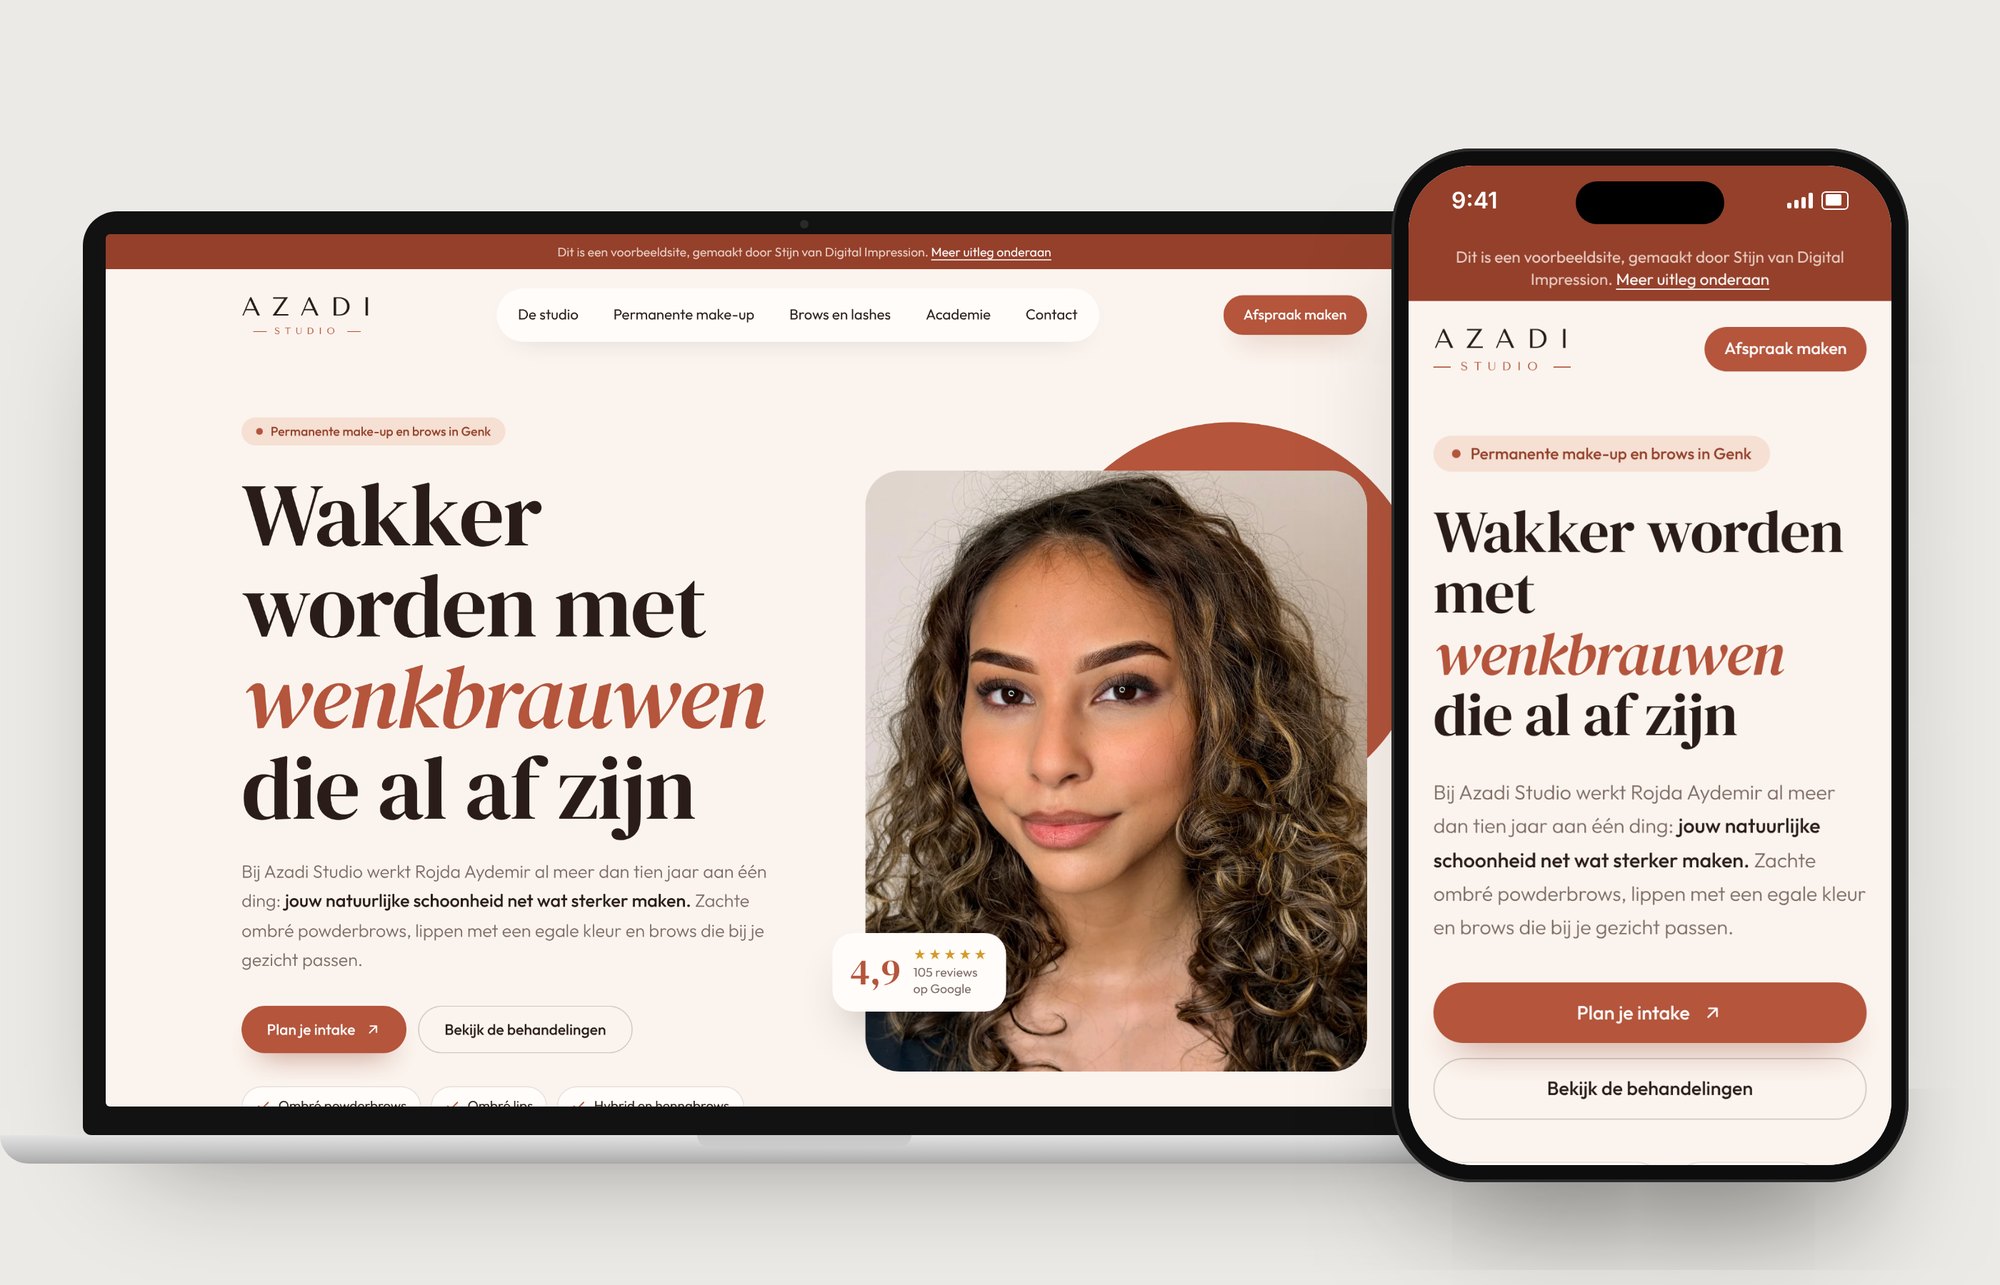 Dit is een voorbeeldsite, gemaakt door Stijn van Digital Impression. Meer uitleg onderaan
AZADI
STUDIO
De studio
Permanente make-up
Brows en lashes
Academie
Contact
Afspraak maken
Permanente make-up en brows in Genk
Wakker
worden met
wenkbrauwen
die al af zijn
Bij Azadi Studio werkt Rojda Aydemir al meer dan tien jaar aan één
ding: jouw natuurlijke schoonheid net wat sterker maken. Zachte
ombré powderbrows, lippen met een egale kleur en brows die bij je
gezicht passen.
Plan je intake
Bekijk de behandelingen
Ombré powderbrows
Ombré lips
Hybrid en hennabrows
4,9
105 reviews
op Google
9:41
Dit is een voorbeeldsite, gemaakt door Stijn van Digital
Impression. Meer uitleg onderaan
AZADI
STUDIO
Afspraak maken
Permanente make-up en brows in Genk
Wakker worden
met
wenkbrauwen
die al af zijn
Bij Azadi Studio werkt Rojda Aydemir al meer
dan tien jaar aan één ding: jouw natuurlijke
schoonheid net wat sterker maken. Zachte
ombré powderbrows, lippen met een egale kleur
en brows die bij je gezicht passen.
Plan je intake
Bekijk de behandelingen